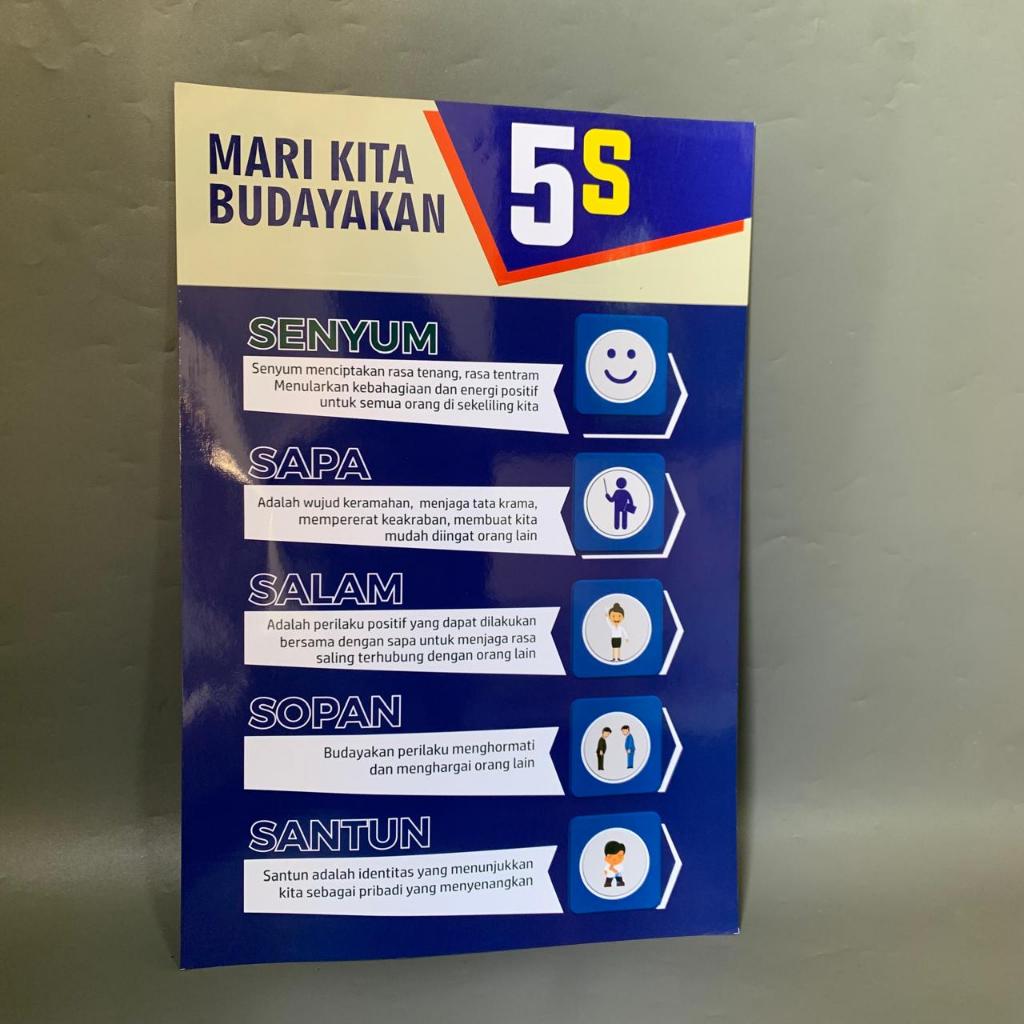 MARI KITA
BUDAYAKAN
5S
SENYUM
Senyum menciptakan rasa tenang, rasa tentram
Menularkan kebahagiaan dan energi positif
untuk semua orang di sekeliling kita
SAPA
Adalah wujud keramahan, menjaga tata krama,
mempererat keakraban, membuat kita
mudah diingat orang lain
SALAM
Adalah perilaku positif yang dapat dilakukan
bersama dengan sapa untuk menjaga rasa
saling terhubung dengan orang lain
SOPAN
Budayakan perilaku menghormati
dan menghargai orang lain
SANTUN
Santun adalah identitas yang menunjukkan
kita sebagai pribadi yang menyenangkan